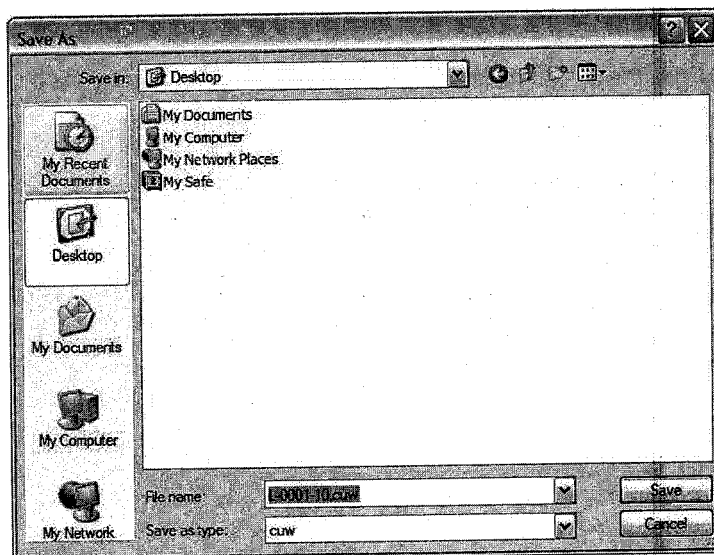 Save As
Save in: Desktop
My Documents
My Computer
My Network Places
My Safe
My Recent
Documents
Desktop
My Documents
My Computer
My Network
File name:
Save
Save as type: cuw
Cancel